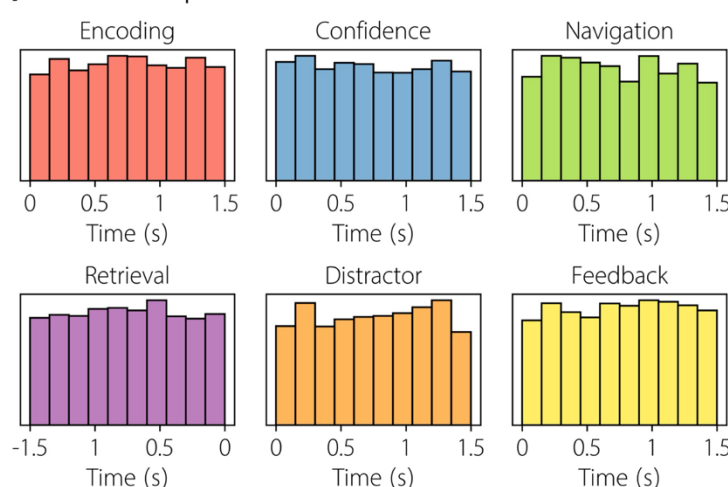 Encoding
Confidence
Navigation
0 0.5 1 1.5
0 0.5 1 1.5
0 0.5 1 1.5
Time (s)
Time (s)
Time (s)
Retrieval
Distractor
Feedback
-1.5 1 0.5 0
0 0.5 1 1.5
0 0.5 1 1.5
Time (s)
Time (s)
Time (s)